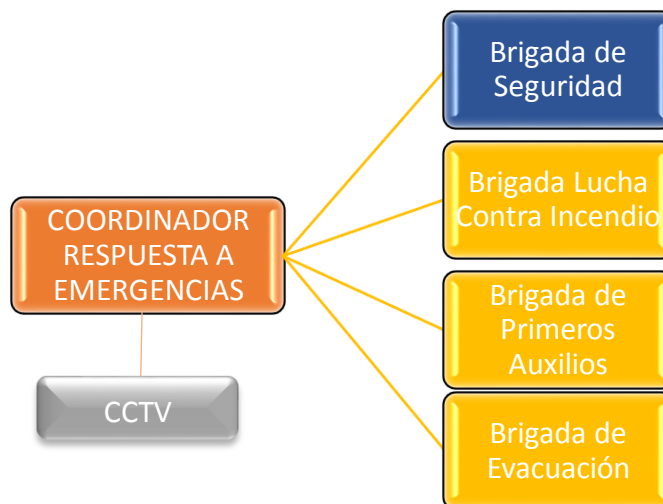 Brigada de
Seguridad
Brigada Lucha
Contra Incendio
COORDINADOR
RESPUESTA A
EMERGENCIAS
Brigada de
Primeros
Auxilios
CCTV
Brigada de
Evacuación